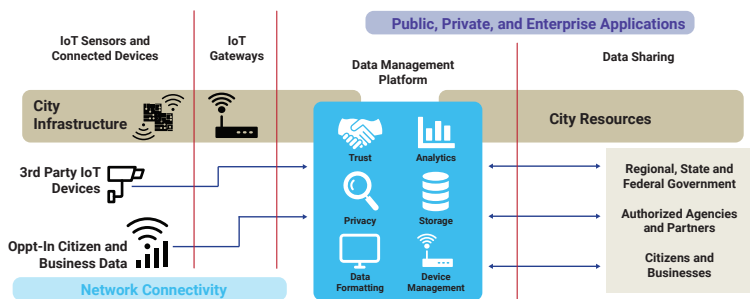 Public, Private, and Enterprise Applications
IoT Sensors and
Connected Devices
IoT
Gateways
Data Management
Platform
Data Sharing
City
Infrastructure
City Resources
Trust
Analytics
3rd Party IoT
Devices
Privacy
Storage
Oppt-In Citizen and
Business Data
Data
Formatting
Device
Management
Regional, State and
Federal Government
Authorized Agencies
and Partners
Citizens and
Businesses
Network Connectivity